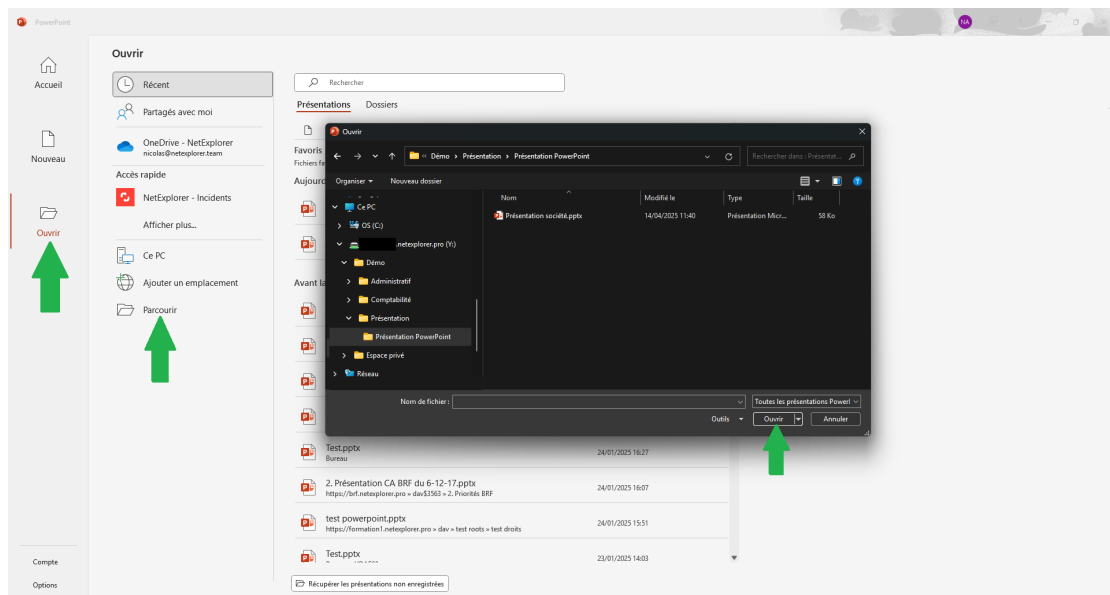 PowerPoint
NA
Accueil
Nouveau
Ouvrir
Compte
Options
Ouvrir
Récent
Partagés avec moi
OneDrive - NetExplorer
nicolas@netexplorer.team
Accès rapide
NetExplorer - Incidents
Afficher plus...
Ce PC
Ajouter un emplacement
Parcourir
Rechercher
Présentations Dossiers
Favoris
Fichiers
Aujourd
Avant la
Ouvrir
« Démo › Présentation › Présentation PowerPoint
Rechercher dans : Présentat...
Organiser Nouveau dossier
Nom Modifié le Type Taille
Présentation société.pptx 14/04/2025 11:40 Présentation Micr... 58 Ko
Ce PC
OS (C:)
.netexplorer.pro (Y:)
Démo
Administratif
Comptabilité
Présentation
Présentation PowerPoint
Espace privé
Réseau
Nom de fichier :
Toutes les présentations Powerl
Outils Ouvrir Annuler
Test.pptx
Bureau
24/01/2025 16:27
2. Présentation CA BRF du 6-12-17.pptx
https://brf.netexplorer.pro » dav$3563 » 2. Priorités BRF
24/01/2025 16:07
test powerpoint.pptx
https://formation1.netexplorer.pro » dav » test roots » test droits
24/01/2025 15:51
Test.pptx
23/01/2025 14:03
Récupérer les présentations non enregistrées